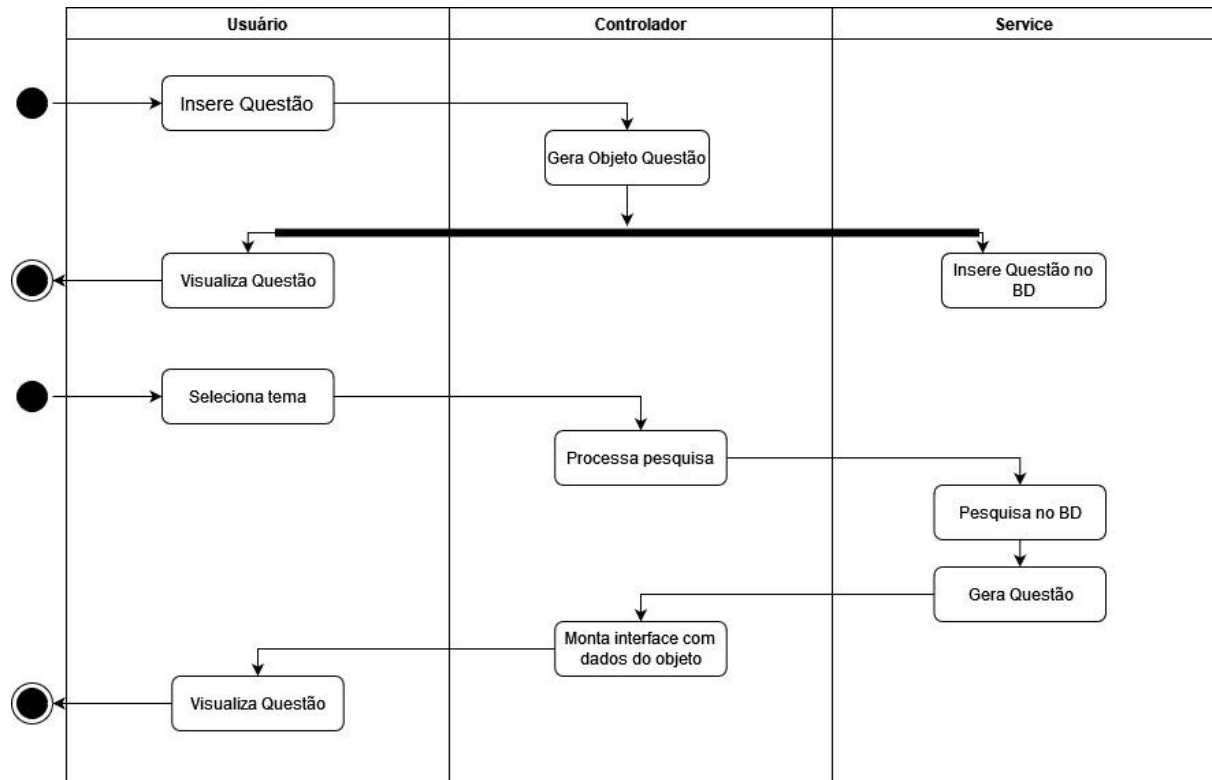 Usuário
Controlador
Service
Insere Questão
Gera Objeto Questão
Visualiza Questão
Insere Questão no
BD
Seleciona tema
Processa pesquisa
Pesquisa no BD
Gera Questão
Monta interface com
dados do objeto
Visualiza Questão